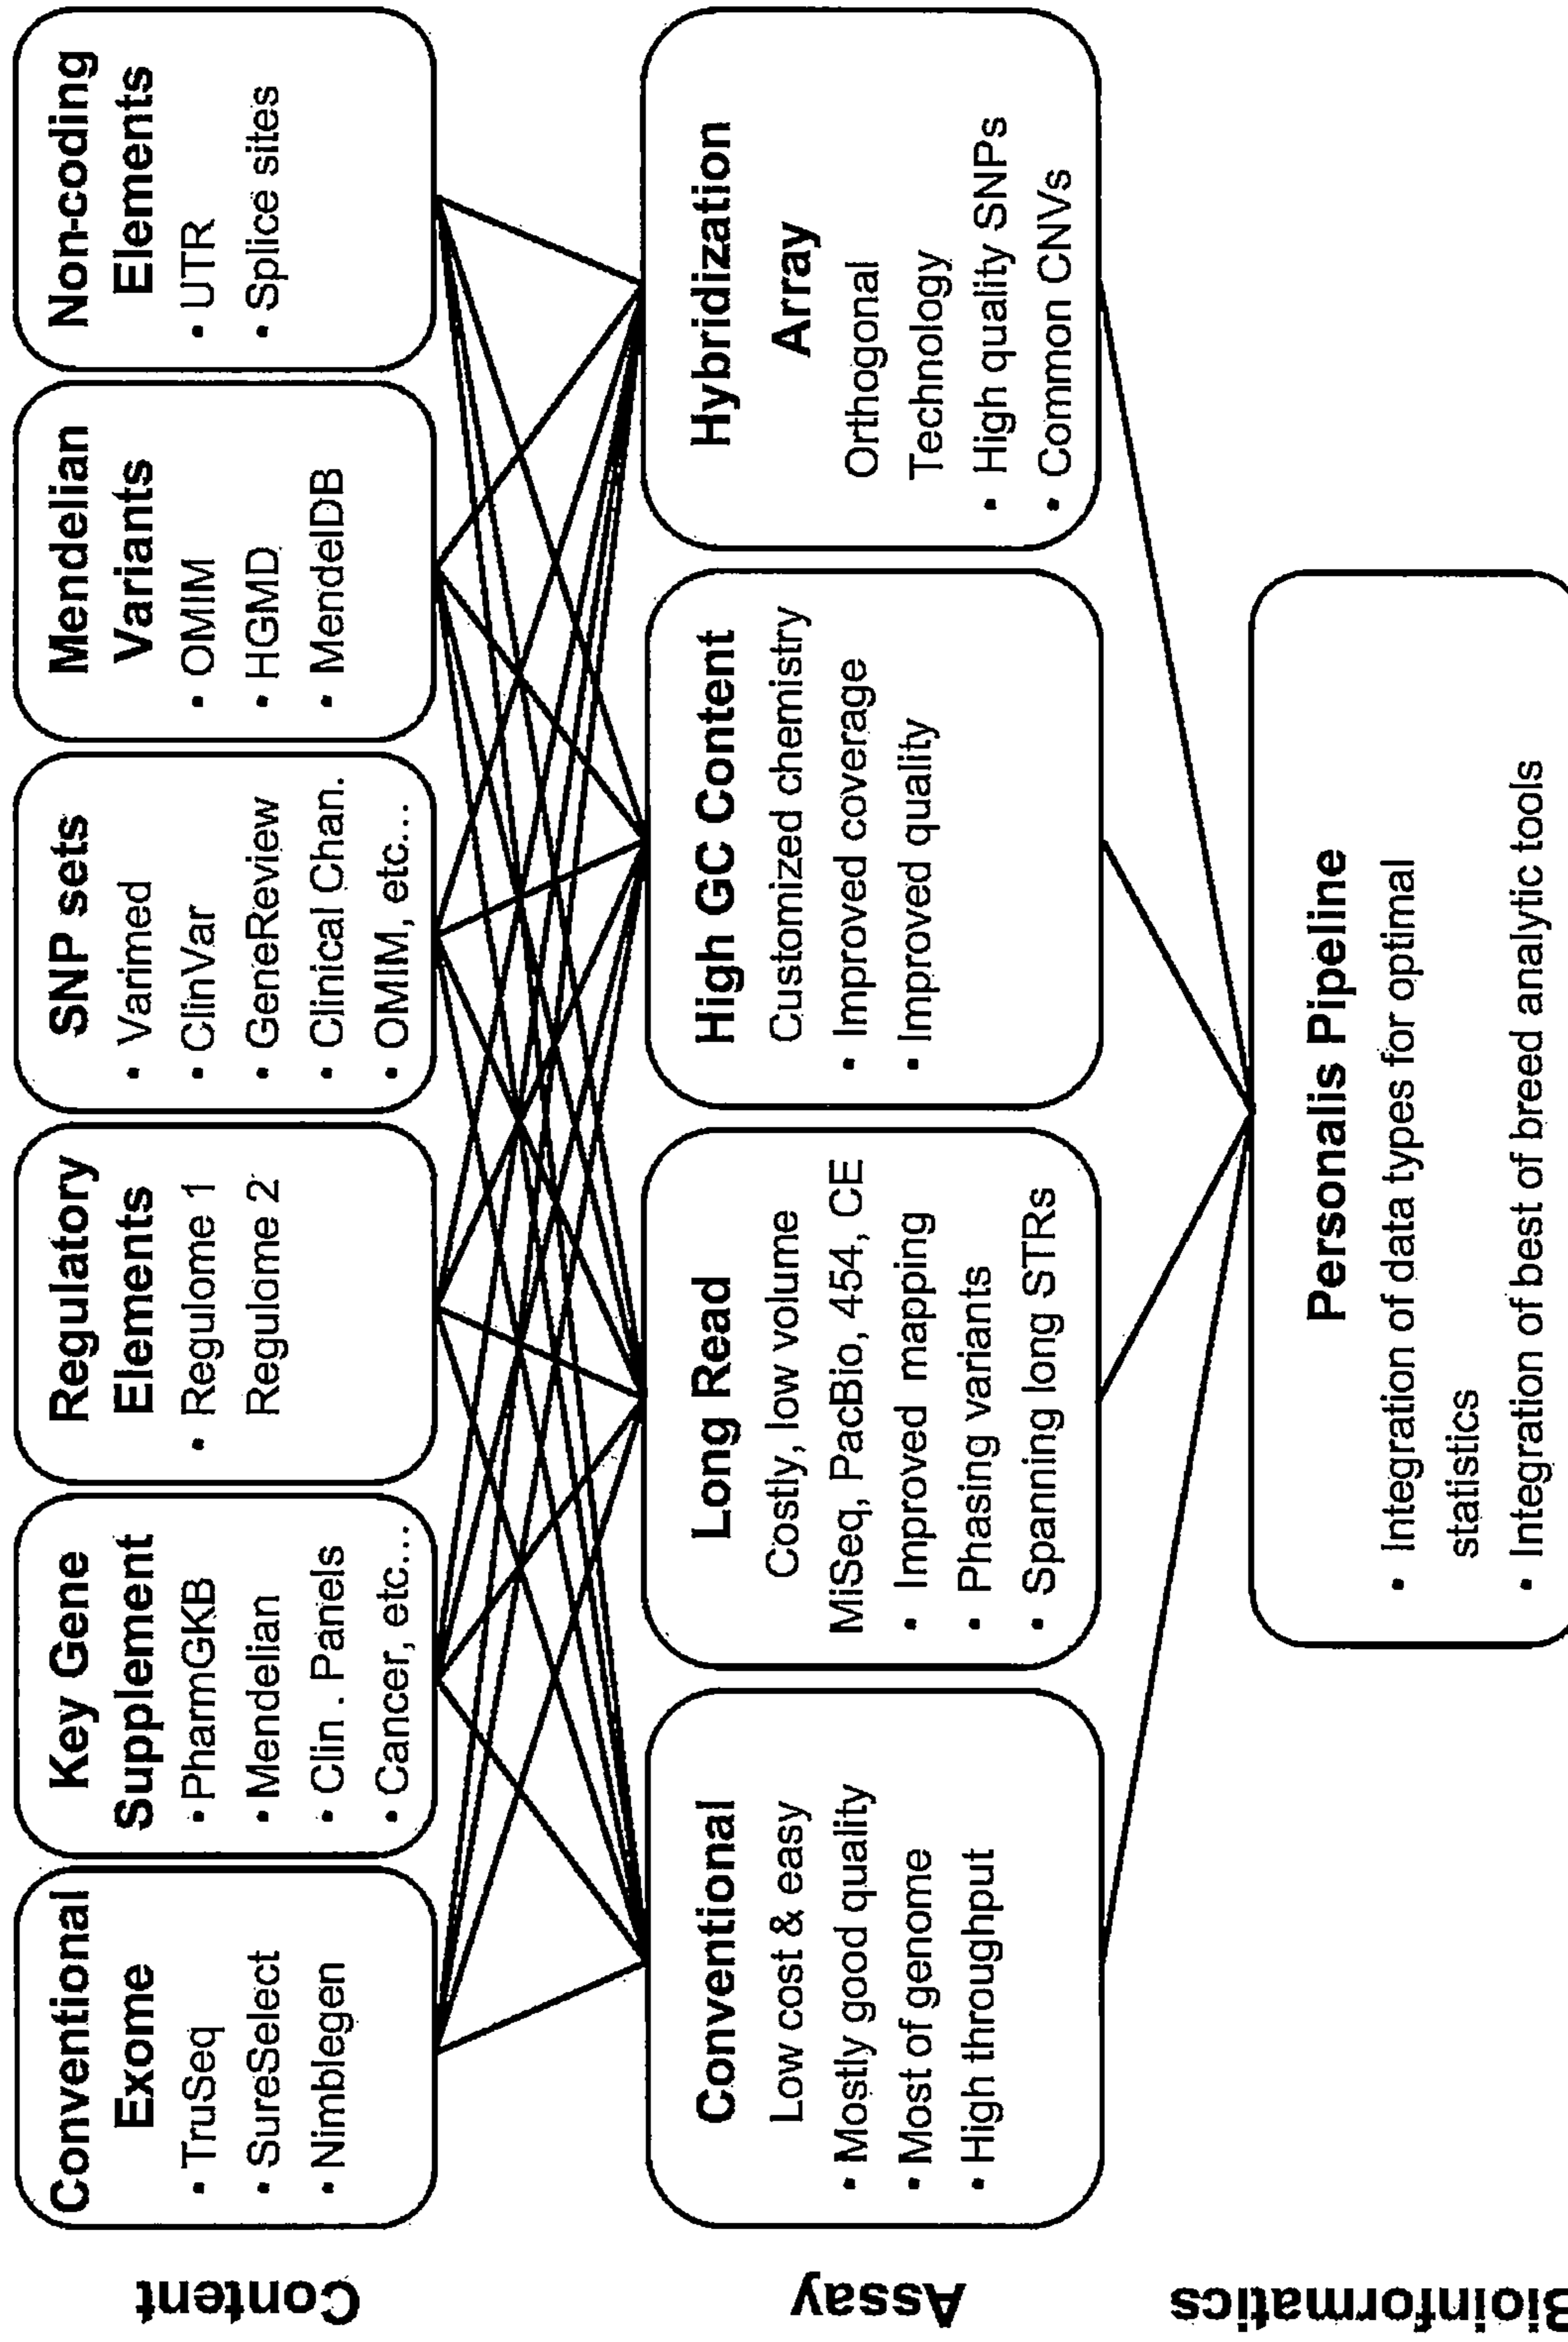 Content
Conventional
Exome
• TruSeq
• SureSelect
• Nimblegen
Key Gene
Supplement
• PharmGKB
• Mendelian
• Clin . Panels
• Cancer, etc...
Regulatory
Elements
• Regulome 1
Regulome 2
SNP sets
• Varimed
• ClinVar
• GeneReview
• Clinical Chan.
• OMIM, etc...
Mendelian
Variants
• OMIM
• HGMD
• MendelDB
Non-coding
Elements
• UTR
• Splice sites
Assay
Conventional
Low cost & easy
• Mostly good quality
• Most of genome
• High throughput
Long Read
Costly, low volume
MiSeq, PacBio, 454, CE
• Improved mapping
• Phasing variants
• Spanning long STRs
High GC Content
Customized chemistry
• Improved coverage
• Improved quality
Hybridization
Array
Orthogonal
Technology
• High quality SNPs
• Common CNVs
Bioinformatics
Personalis Pipeline
• Integration of data types for optimal
statistics
• Integration of best of breed analytic tools